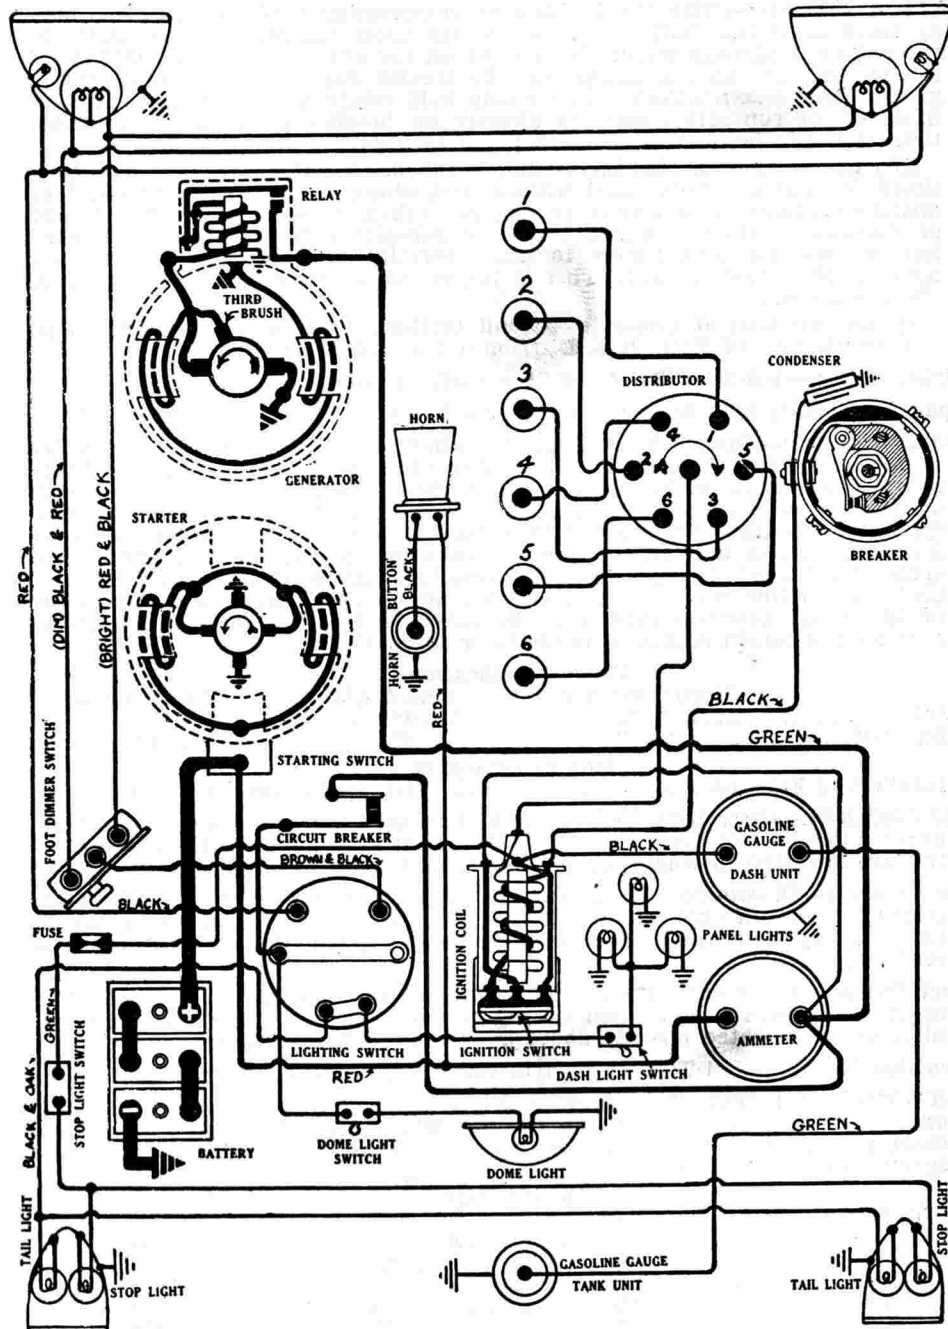 RELAY
THIRD
BRUSH
GENERATOR
1
2
3
4
5
6
HORN
DISTRIBUTOR
4
1
2
5
6
3
CONDENSER
BREAKER
RED
(DIM) BLACK & RED
(BRIGHT) RED & BLACK
STARTER
HORN BUTTON
BLACK
RED
BLACK
GREEN
STARTING SWITCH
FOOT DIMMER SWITCH
CIRCUIT BREAKER
BROWN & BLACK
BLACK
GASOLINE
GAUGE
DASH UNIT
BLACK
FUSE
IGNITION COIL
PANEL LIGHTS
GREEN
STOP LIGHT SWITCH
LIGHTING SWITCH
IGNITION SWITCH
AMMETER
RED
DASH LIGHT SWITCH
BLACK & OAK
BATTERY
DOME LIGHT
SWITCH
DOME LIGHT
GREEN
TAIL LIGHT
STOP LIGHT
GASOLINE GAUGE
TANK UNIT
TAIL LIGHT
STOP LIGHT